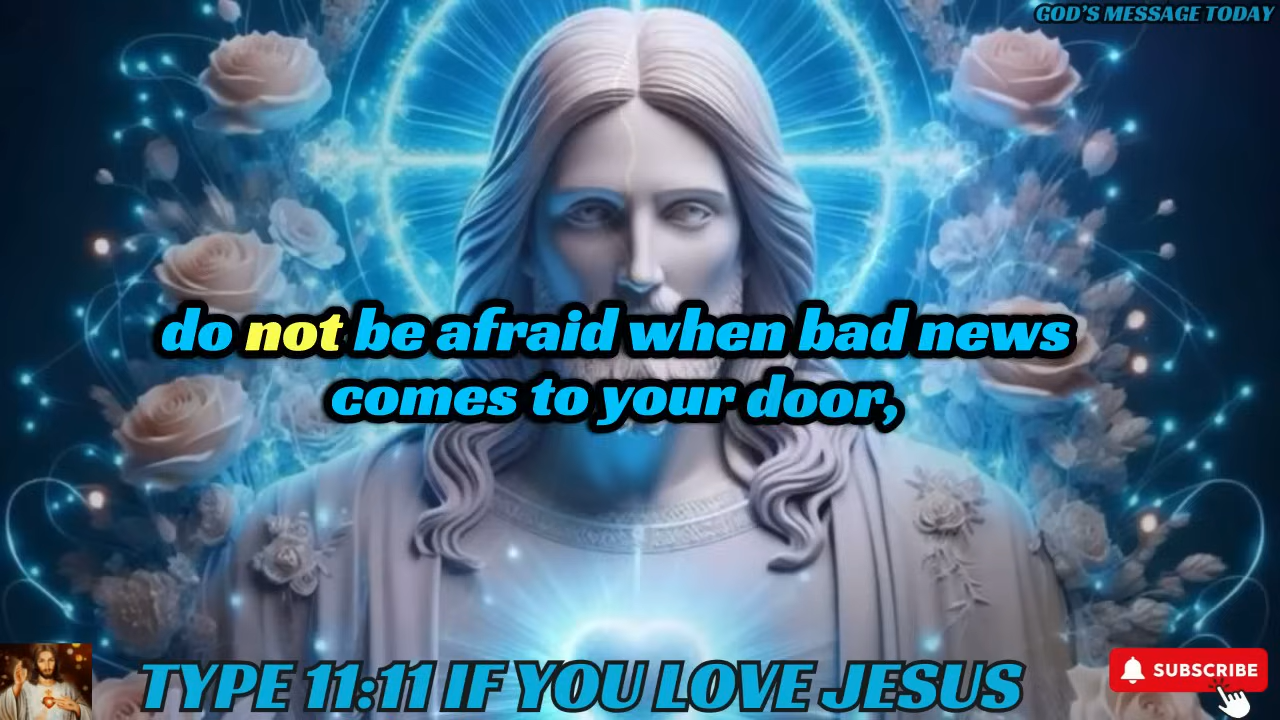 GOD'S MESSAGE TODAY
do not be afraid when bad news
comes to your door,
TYPE 11:11 IF YOU LOVE JESUS
SUBSCRIBE